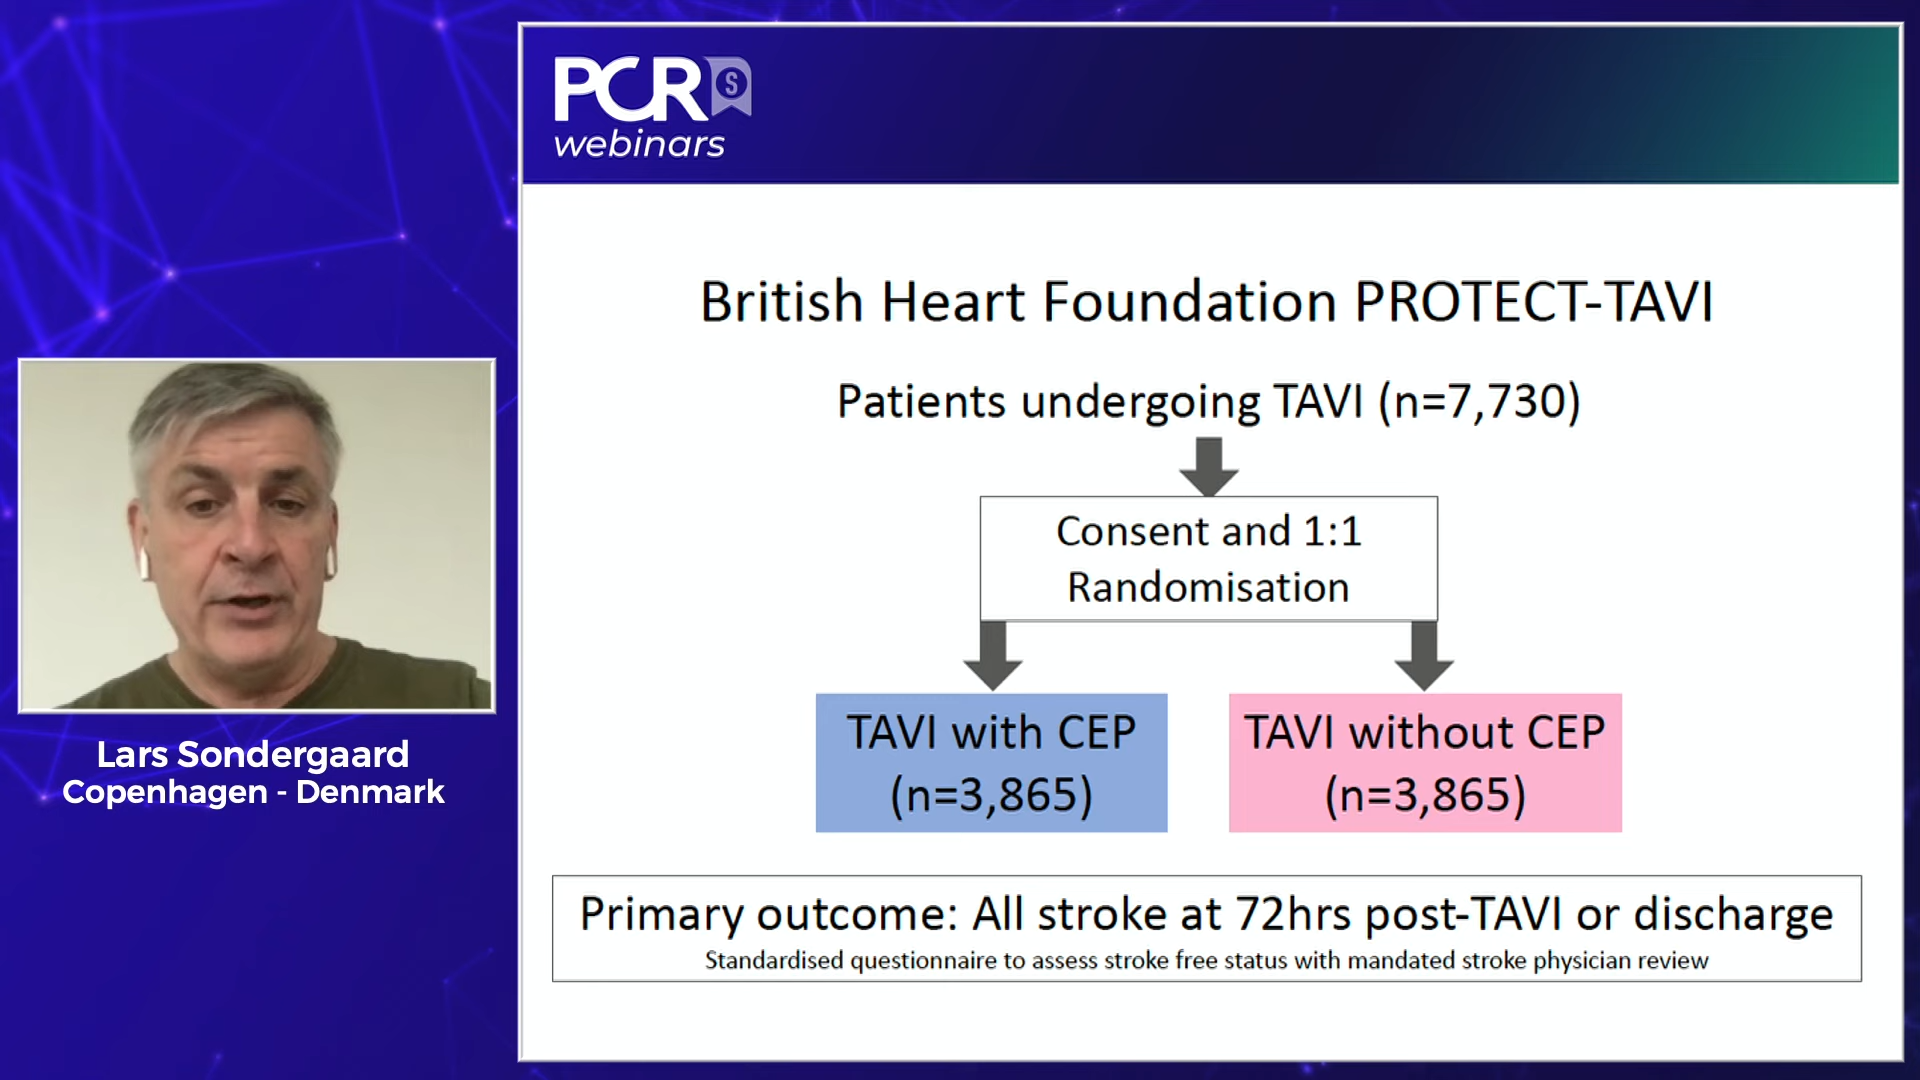 PCR S
webinars
British Heart Foundation PROTECT-TAVI
Patients undergoing TAVI (n=7,730)
Consent and 1:1
Randomisation
TAVI with CEP
(n=3,865)
TAVI without CEP
(n=3,865)
Primary outcome: All stroke at 72hrs post-TAVI or discharge
Standardised questionnaire to assess stroke free status with mandated stroke physician review
Lars Sondergaard
Copenhagen - Denmark